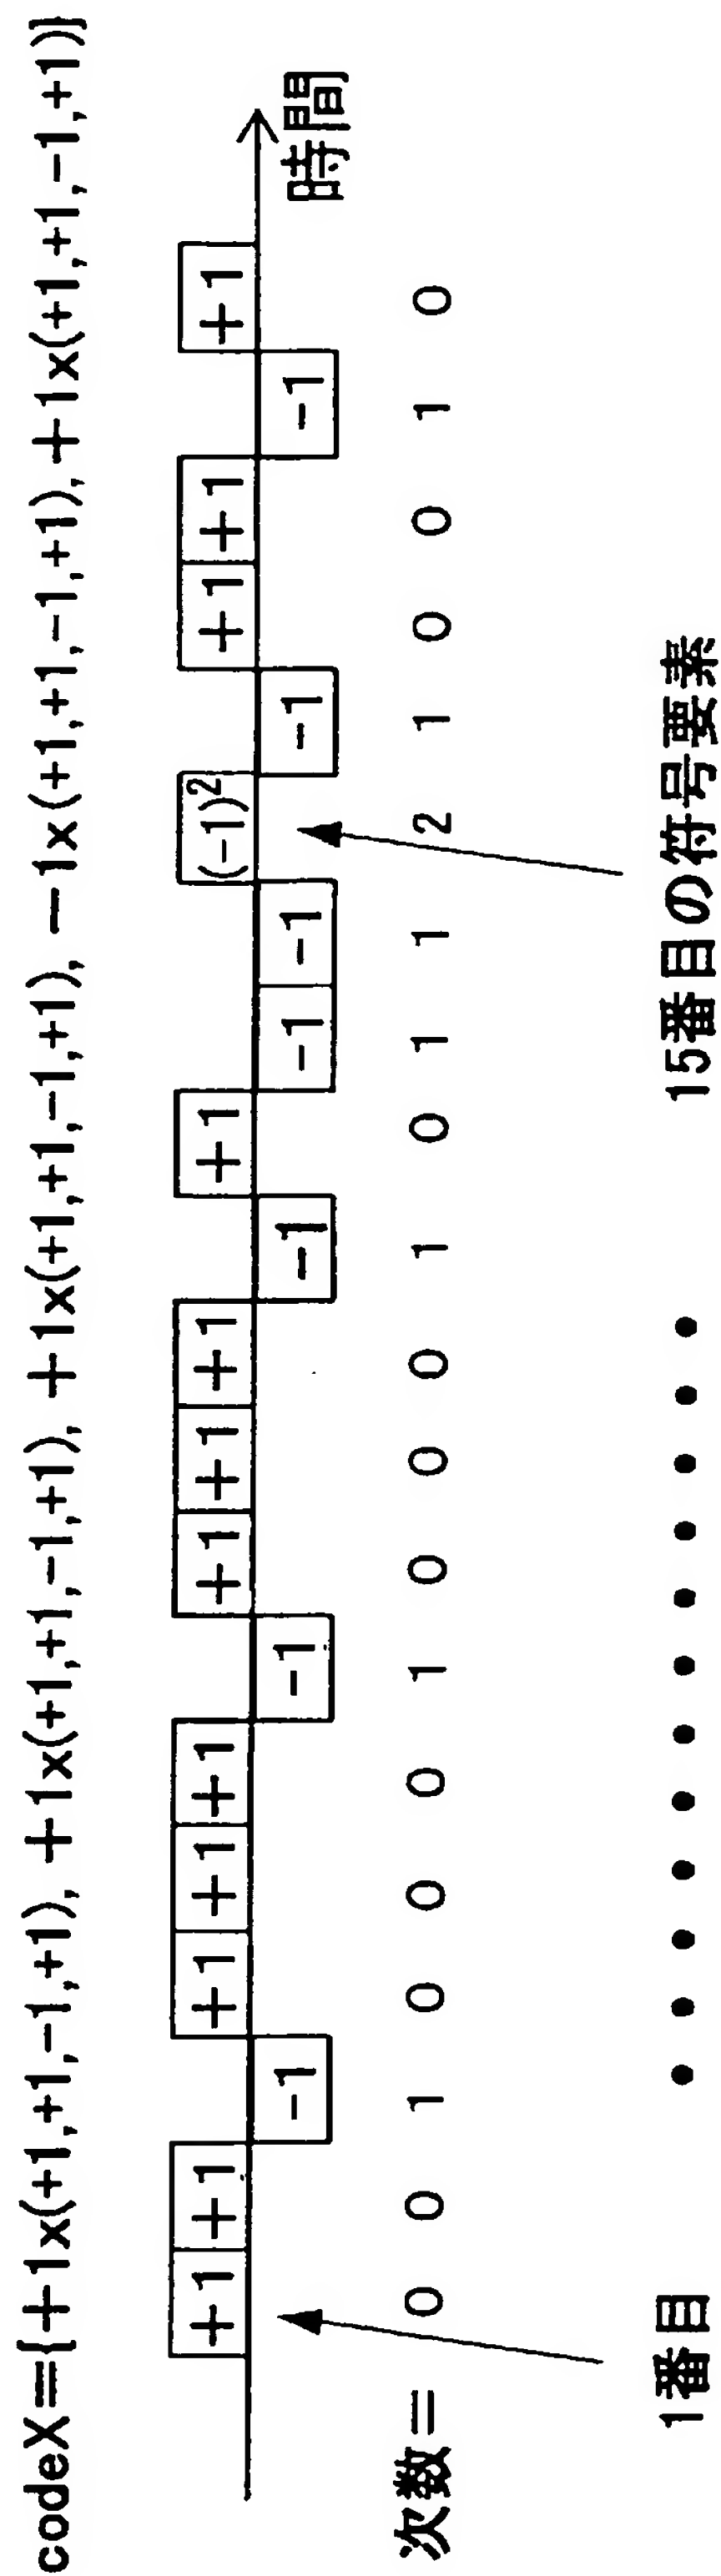 codeX={+1x(+1,+1,−1,+1), +1x(+1,+1,−1,+1), +1x(+1,+1,−1,+1), −1x(+1,+1,−1,+1), +1x(+1,+1,−1,+1)}
+1 +1 −1 +1 +1 +1 −1 +1 +1 +1 −1 +1 −1 −1 (−1)² −1 +1 +1 −1 +1
時間
次数= 0 0 1 0 0 0 1 0 0 0 1 0 1 1 2 1 0 0 1 0
1番目 • • • • • • • • • • • • 15番目の符号要素